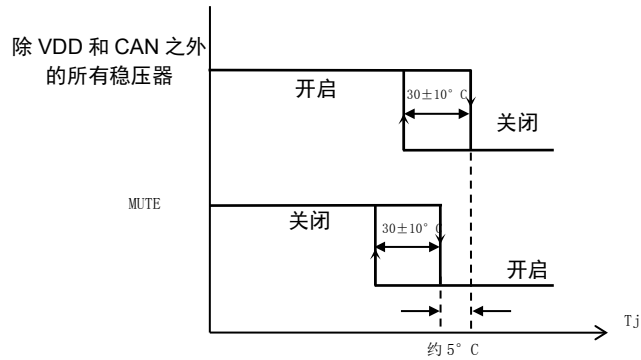 除 VDD 和 CAN 之外
的所有稳压器
开启
30±10° C
关闭
MUTE
关闭
30±10° C
开启
Tj
约 5° C